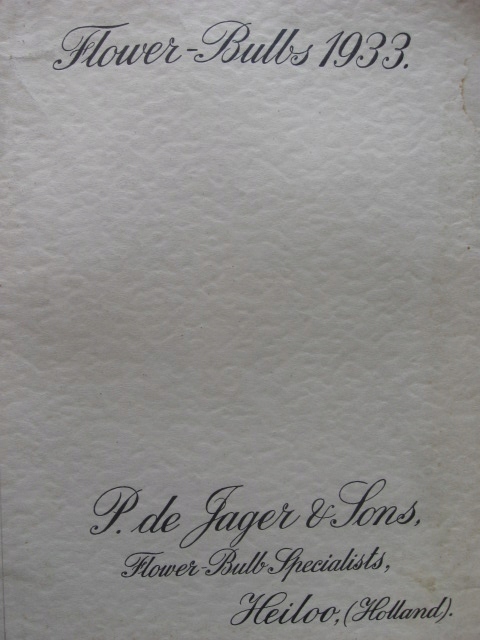 Flower-Bulbs 1933.
P. de Jager & Sons,
Flower-Bulb Specialists,
Heiloo, (Holland).